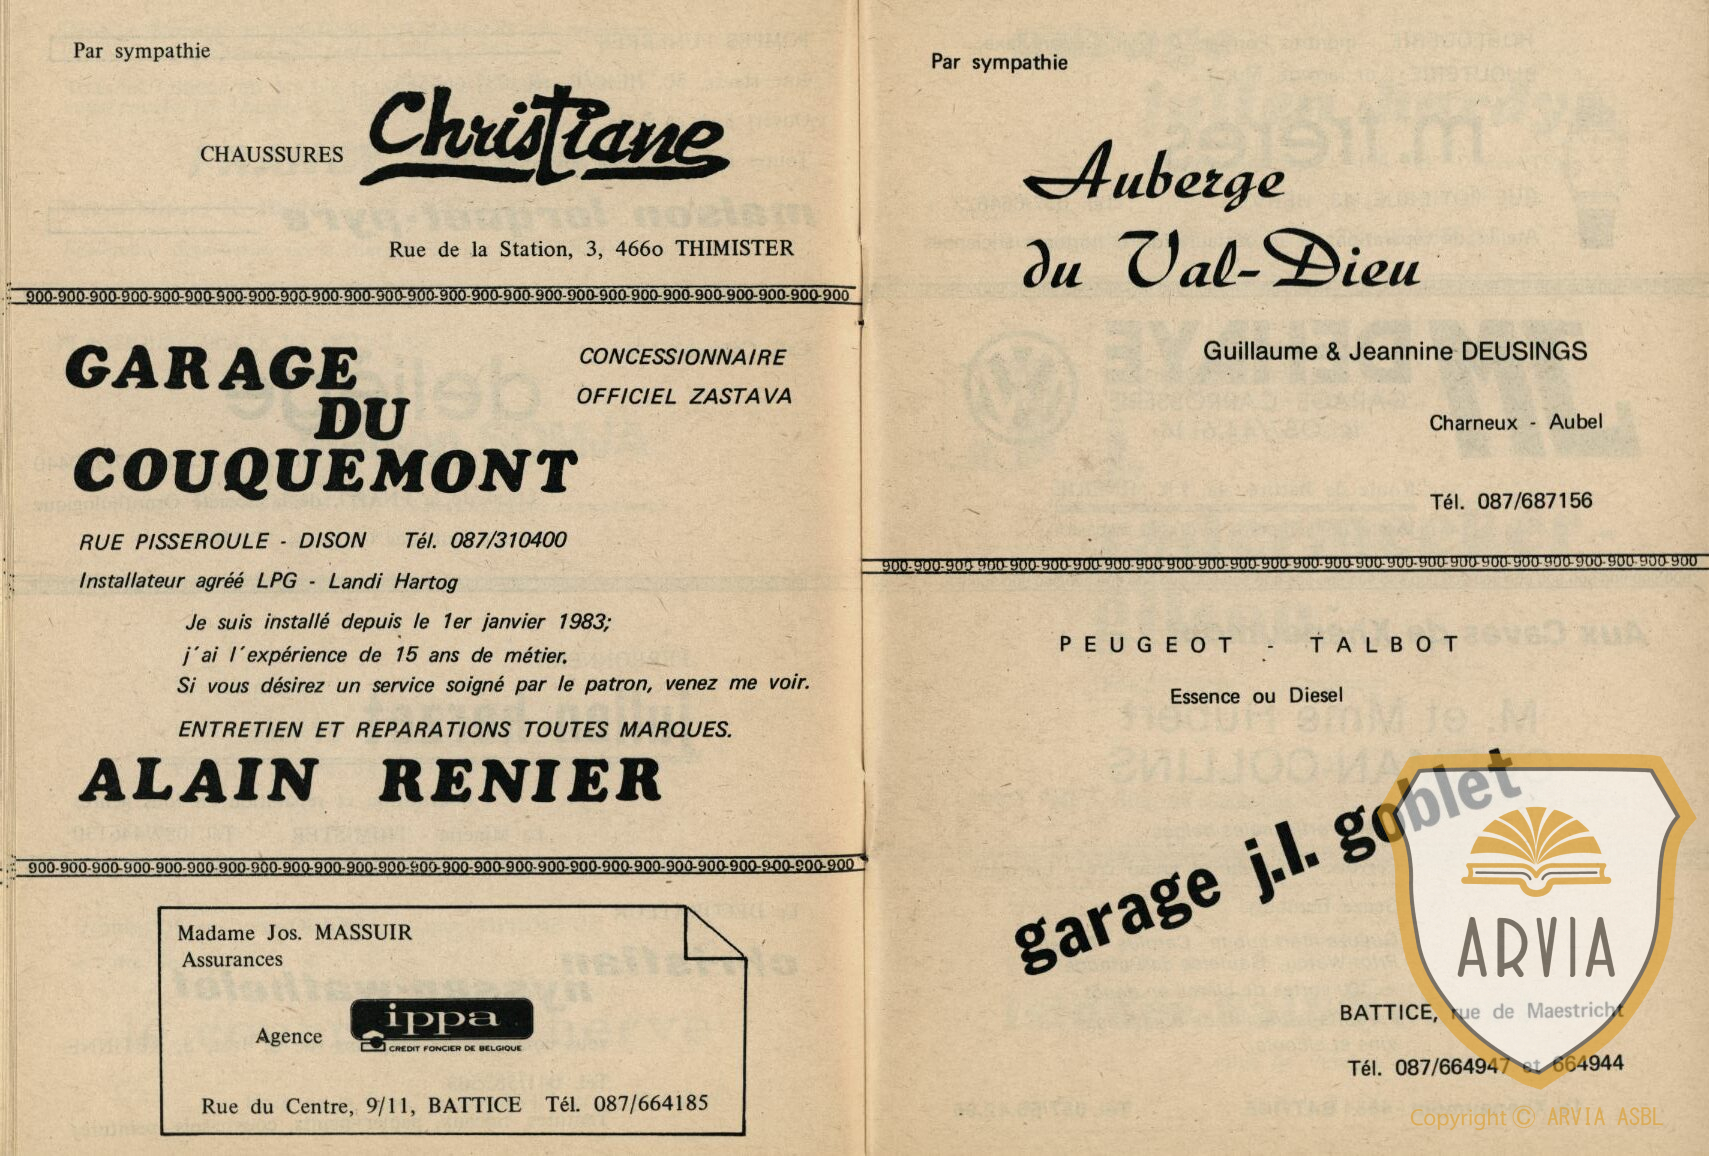 Par sympathie
CHAUSSURES Christiane
Rue de la Station, 3, 466o THIMISTER
900-900-900-900-900-900-900-900-900-900-900-900-900-900-900-900-900-900-900-900-900-900-900-900-900-900
GARAGE
DU
COUQUEMONT
CONCESSIONNAIRE
OFFICIEL ZASTAVA
RUE PISSEROULE - DISON Tél. 087/310400
Installateur agréé LPG - Landi Hartog
Je suis installé depuis le 1er janvier 1983;
j'ai l'expérience de 15 ans de métier.
Si vous désirez un service soigné par le patron, venez me voir.
ENTRETIEN ET REPARATIONS TOUTES MARQUES.
ALAIN RENIER
900-900-900-900-900-900-900-900-900-900-900-900-900-900-900-900-900-900-900-900-900-900-900-900-900-900
Madame Jos. MASSUIR
Assurances
Agence ippa
CREDIT FONCIER DE BELGIQUE
Rue du Centre, 9/11, BATTICE Tél. 087/664185
Par sympathie
Auberge
du Val-Dieu
Guillaume & Jeannine DEUSINGS
Charneux - Aubel
Tél. 087/687156
900-900-900-900-900-900-900-900-900-900-900-900-900-900-900-900-900-900-900-900-900-900-900-900-900-900
PEUGEOT - TALBOT
Essence ou Diesel
garage j.l. goblet
BATTICE, rue de Maestricht
Tél. 087/664947 et 664944
ARVIA
Copyright © ARVIA ASBL